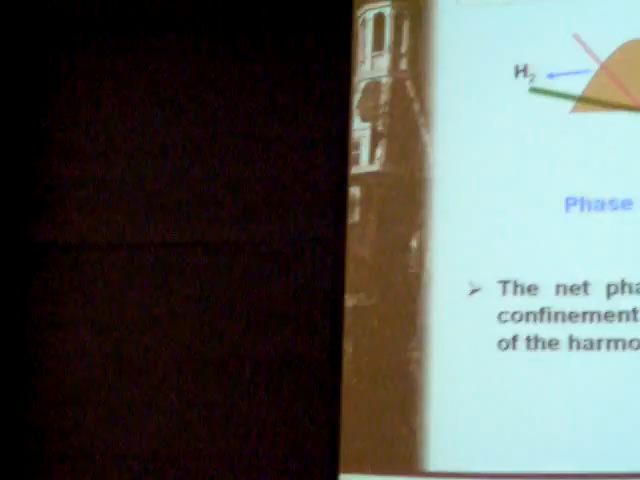 H₂
Phase
➢ The net pha
confinement
of the harmo